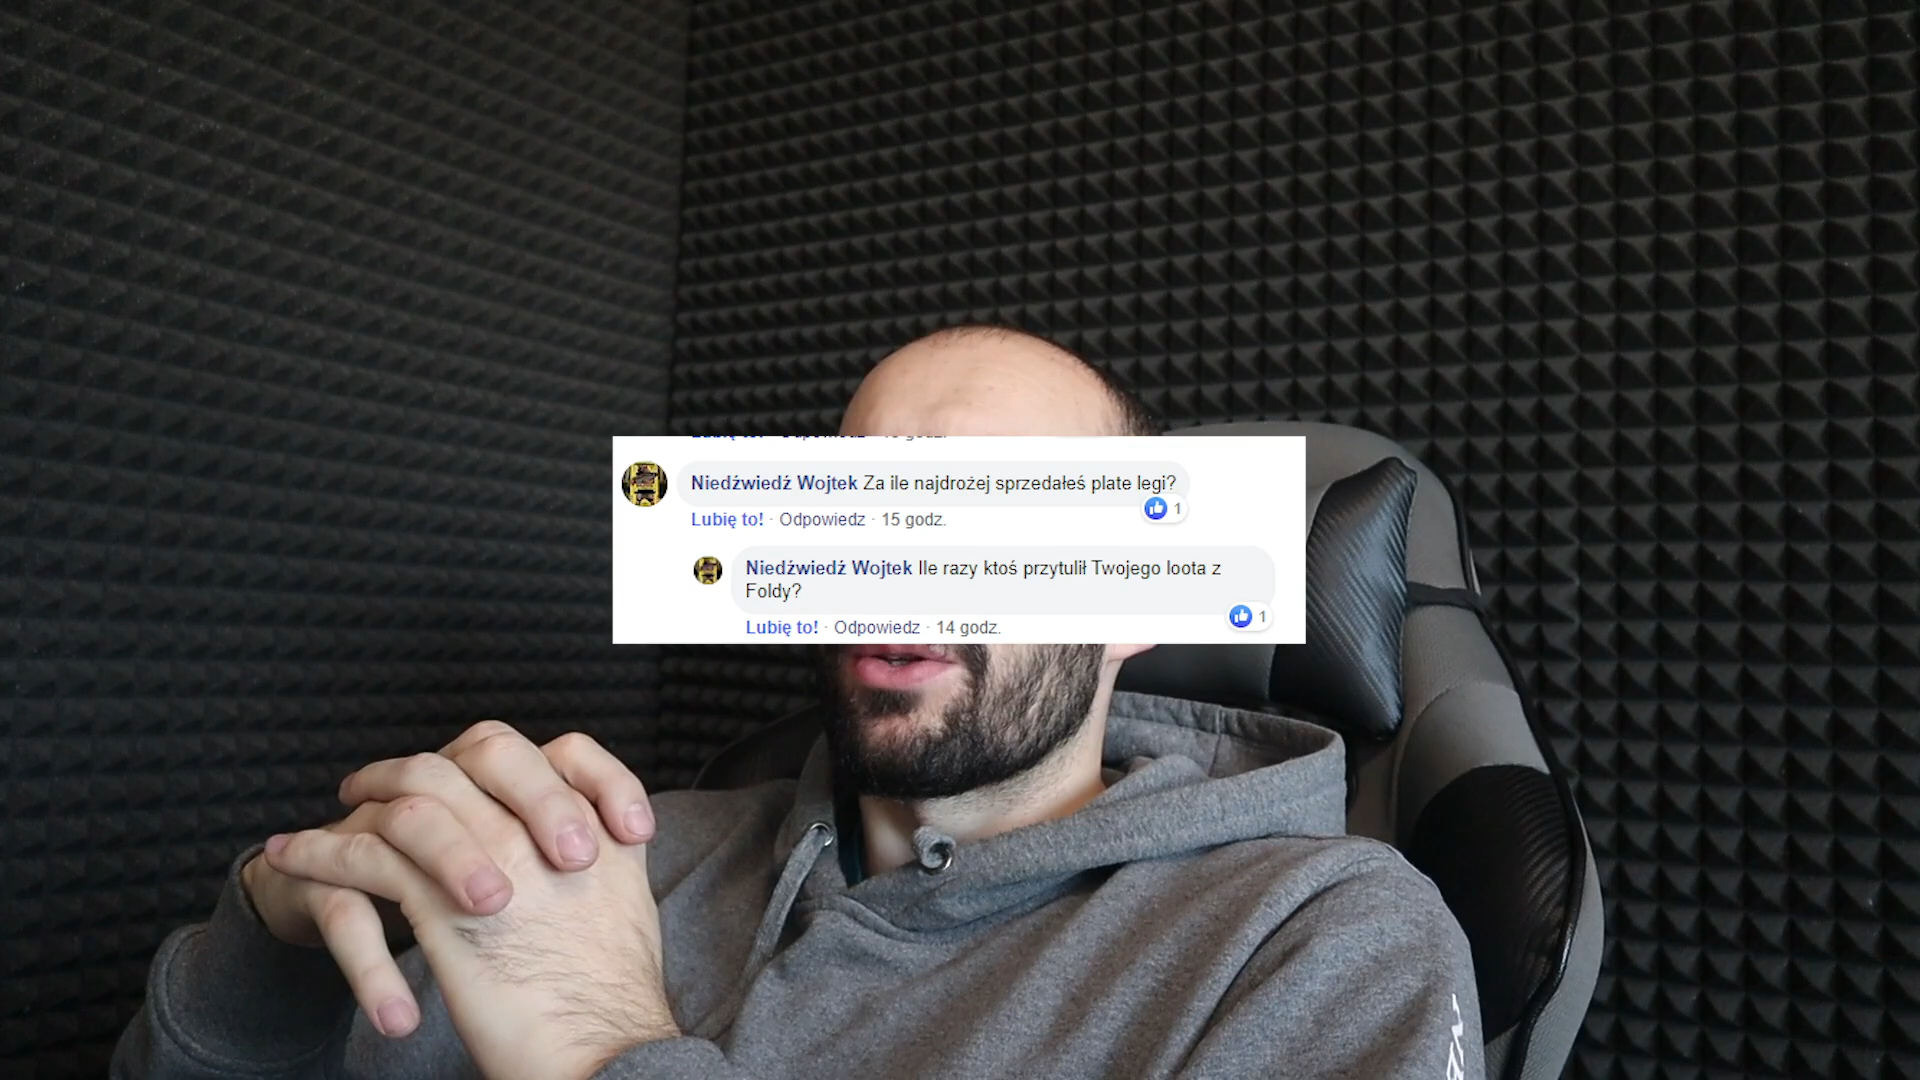 Niedźwiedź Wojtek Za ile najdrożej sprzedałeś plate legi?
1
Lubię to! · Odpowiedz · 15 godz.
Niedźwiedź Wojtek Ile razy ktoś przytulił Twojego loota z
Foldy?
1
Lubię to! · Odpowiedz · 14 godz.